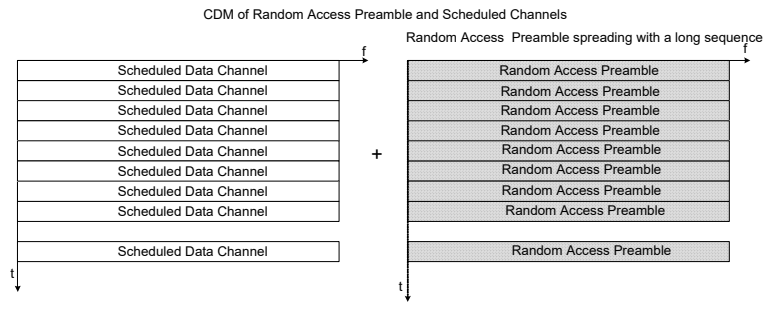 CDM of Random Access Preamble and Scheduled Channels
Random Access Preamble spreading with a long sequence
f
f
Scheduled Data Channel
Random Access Preamble
Scheduled Data Channel
Random Access Preamble
Scheduled Data Channel
Random Access Preamble
Scheduled Data Channel
Random Access Preamble
Scheduled Data Channel
+
Random Access Preamble
Scheduled Data Channel
Random Access Preamble
Scheduled Data Channel
Random Access Preamble
Scheduled Data Channel
Random Access Preamble
Scheduled Data Channel
Random Access Preamble
t
t